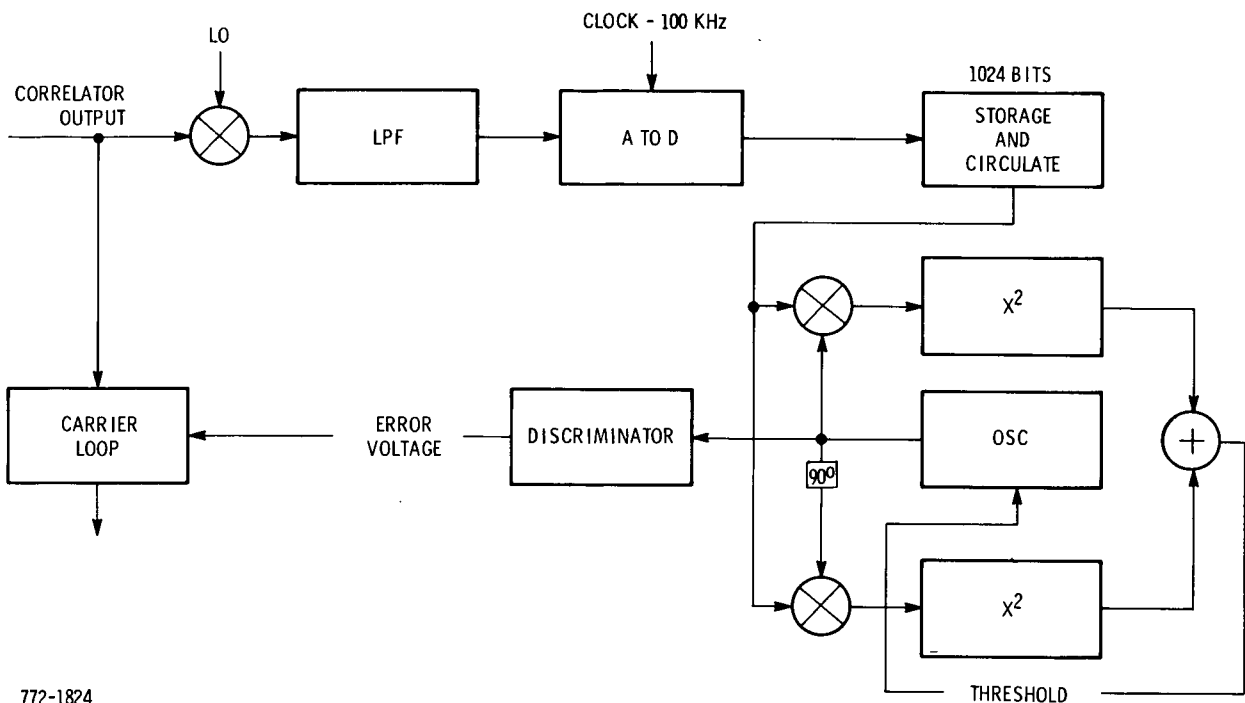 CLOCK - 100 KHz
LO
1024 BITS
CORRELATOR
OUTPUT
LPF
A TO D
STORAGE
AND
CIRCULATE
X²
CARRIER
LOOP
ERROR
VOLTAGE
DISCRIMINATOR
OSC
+
90⁰
X²
THRESHOLD
772-1824